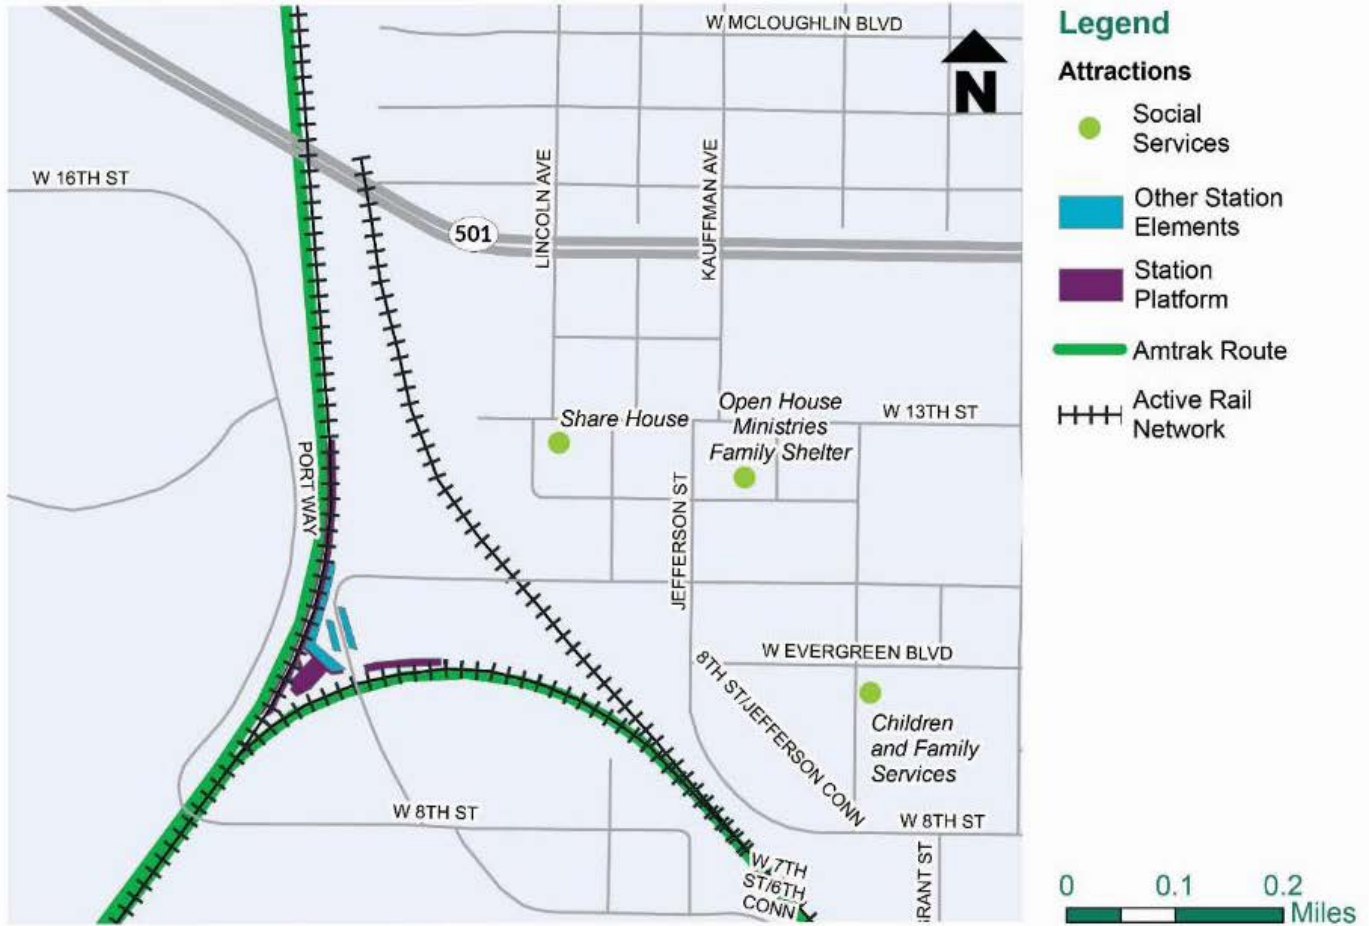 W MCLOUGHLIN BLVD
N
W 16TH ST
501
LINCOLN AVE
KAUFFMAN AVE
Share House
Open House
Ministries
Family Shelter
W 13TH ST
PORT WAY
JEFFERSON ST
W EVERGREEN BLVD
8TH ST/JEFFERSON CONN
Children
and Family
Services
W 8TH ST
W 8TH ST
W 7TH
ST/6TH
CONN
RANT ST
Legend
Attractions
Social
Services
Other Station
Elements
Station
Platform
Amtrak Route
Active Rail
Network
0 0.1 0.2
Miles